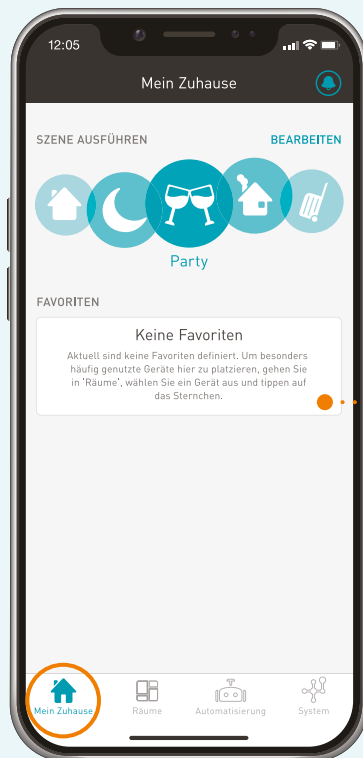 12:05
Mein Zuhause
SZENE AUSFÜHREN
BEARBEITEN
Party
FAVORITEN
Keine Favoriten
Aktuell sind keine Favoriten definiert. Um besonders
häufig genutzte Geräte hier zu platzieren, gehen Sie
in 'Räume', wählen Sie ein Gerät aus und tippen auf
das Sternchen.
Mein Zuhause
Räume
Automatisierung
System